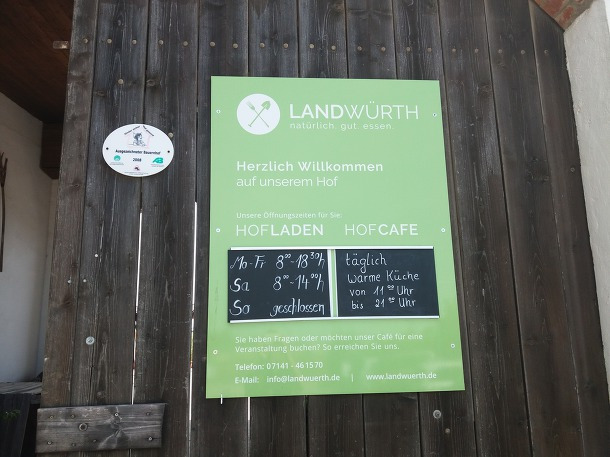 LANDWÜRTH
natürlich gut essen.
Herzlich Willkommen
auf unserem Hof
Unsere Öffnungszeiten für Sie:
HOFLADEN HOFCAFE
Mo-Fr 8⁰⁰-18³⁰h
Sa 8⁰⁰-14⁰⁰h
So geschlossen
täglich
warme Küche
von 11⁰⁰ Uhr
bis 21⁰⁰ Uhr
Sie haben Fragen oder möchten unser Café für eine
Veranstaltung buchen? So erreichen Sie uns.
Telefon: 07141 - 461570
E-Mail: info@landwuerth.de | www.landwuerth.de
Ausgezeichneter Bauernhof
2008